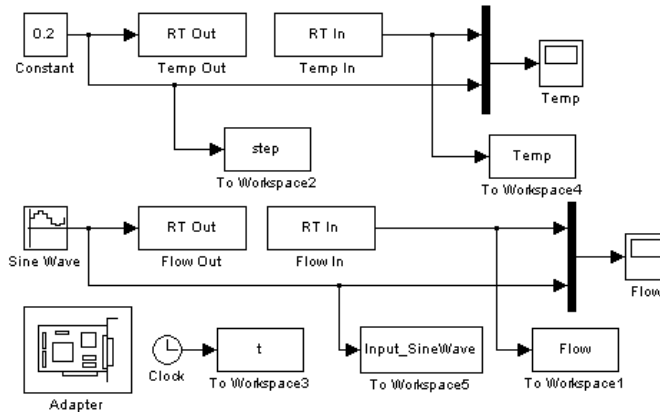 0.2
RT Out
RT In
Constant
Temp Out
Temp In
Temp
step
Temp
To Workspace2
To Workspace4
RT Out
RT In
Sine Wave
Flow Out
Flow In
Flow
t
Input_SineWave
Flow
Clock
To Workspace3
To Workspace5
To Workspace1
Adapter